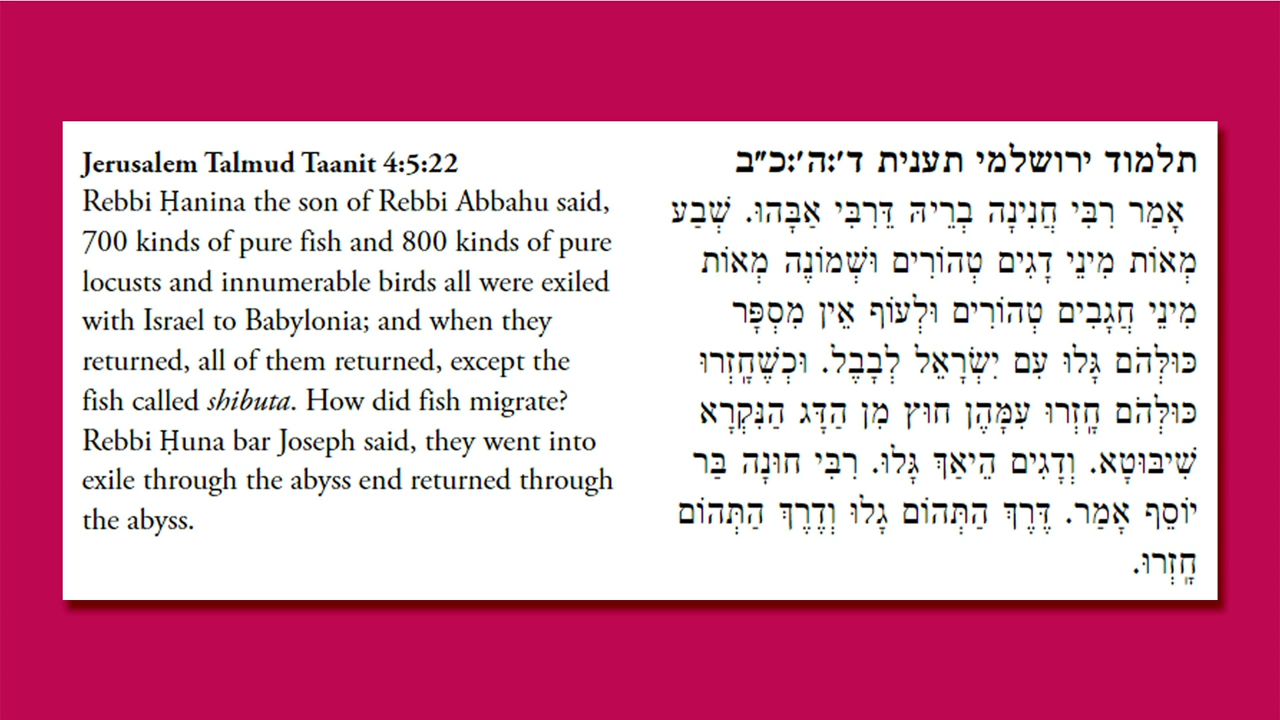 Jerusalem Talmud Taanit 4:5:22
Rebbi Ḥanina the son of Rebbi Abbahu said,
700 kinds of pure fish and 800 kinds of pure
locusts and innumerable birds all were exiled
with Israel to Babylonia; and when they
returned, all of them returned, except the
fish called shibuta. How did fish migrate?
Rebbi Ḥuna bar Joseph said, they went into
exile through the abyss end returned through
the abyss.
תלמוד ירושלמי תענית ד׳:ה׳:כ״ב
אָמַר רִבִּי חֲנִינָה בְרֵיהּ דְּרִבִּי אַבָּהוּ. שְׁבַע
מְאוֹת מִינֵי דָגִים טְהוֹרִים וּשְׁמוֹנֶה מְאוֹת
מִינֵי חֲגָבִים טְהוֹרִים וּלְעוֹף אֵין מִסְפָּר
כּוּלְּהֹם גָּלוּ עִם יִשְׂרָאֵל לְבָבֶל. וּכְשֶׁחָֽזְרוּ
כּוּלְּהֹם חָֽזְרוּ עִמָּהֶן חוּץ מִן הַדָּג הַנִּקְרָא
שִׁיבּוּטָא. וְדָגִים הֵיאַךְ גָּלוּ. רִבִּי חוּנָה בַּר
יוֹסֵף אָמַר. דֶּרֶךְ הַתְּהוֹם גָלוּ וְדֶרֶךְ הַתְּהוֹם
חָֽזְרוּ.